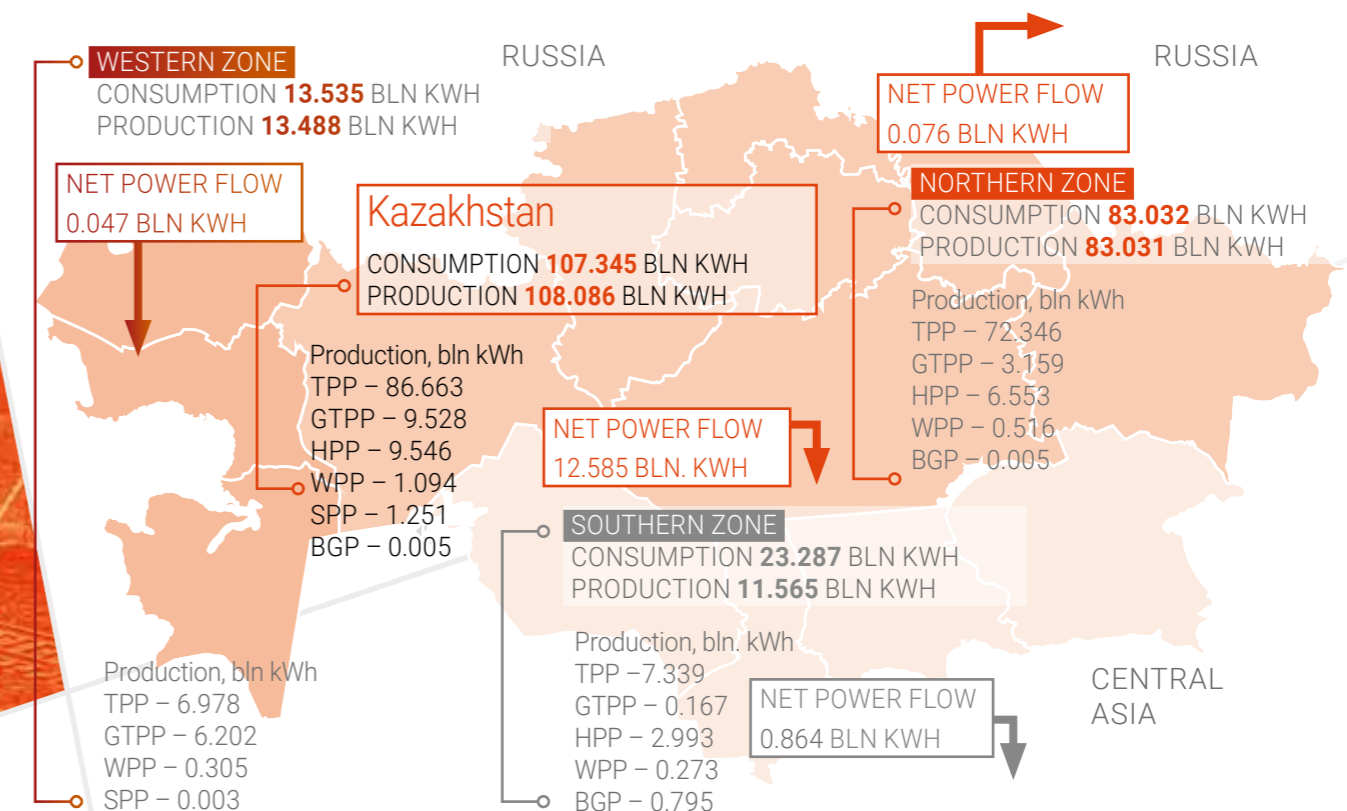 WESTERN ZONE
CONSUMPTION 13.535 BLN KWH
PRODUCTION 13.488 BLN KWH
RUSSIA
RUSSIA
NET POWER FLOW
0.076 BLN KWH
NET POWER FLOW
0.047 BLN KWH
Kazakhstan
CONSUMPTION 107.345 BLN KWH
PRODUCTION 108.086 BLN KWH
NORTHERN ZONE
CONSUMPTION 83.032 BLN KWH
PRODUCTION 83.031 BLN KWH
Production, bln kWh
TPP – 72.346
GTPP – 3.159
HPP – 6.553
WPP – 0.516
BGP – 0.005
Production, bln kWh
TPP – 86.663
GTPP – 9.528
HPP – 9.546
WPP – 1.094
SPP – 1.251
BGP – 0.005
NET POWER FLOW
12.585 BLN. KWH
SOUTHERN ZONE
CONSUMPTION 23.287 BLN KWH
PRODUCTION 11.565 BLN KWH
Production, bln. kWh
TPP –7.339
GTPP – 0.167
HPP – 2.993
WPP – 0.273
BGP – 0.795
NET POWER FLOW
0.864 BLN KWH
CENTRAL
ASIA
Production, bln kWh
TPP – 6.978
GTPP – 6.202
WPP – 0.305
SPP – 0.003